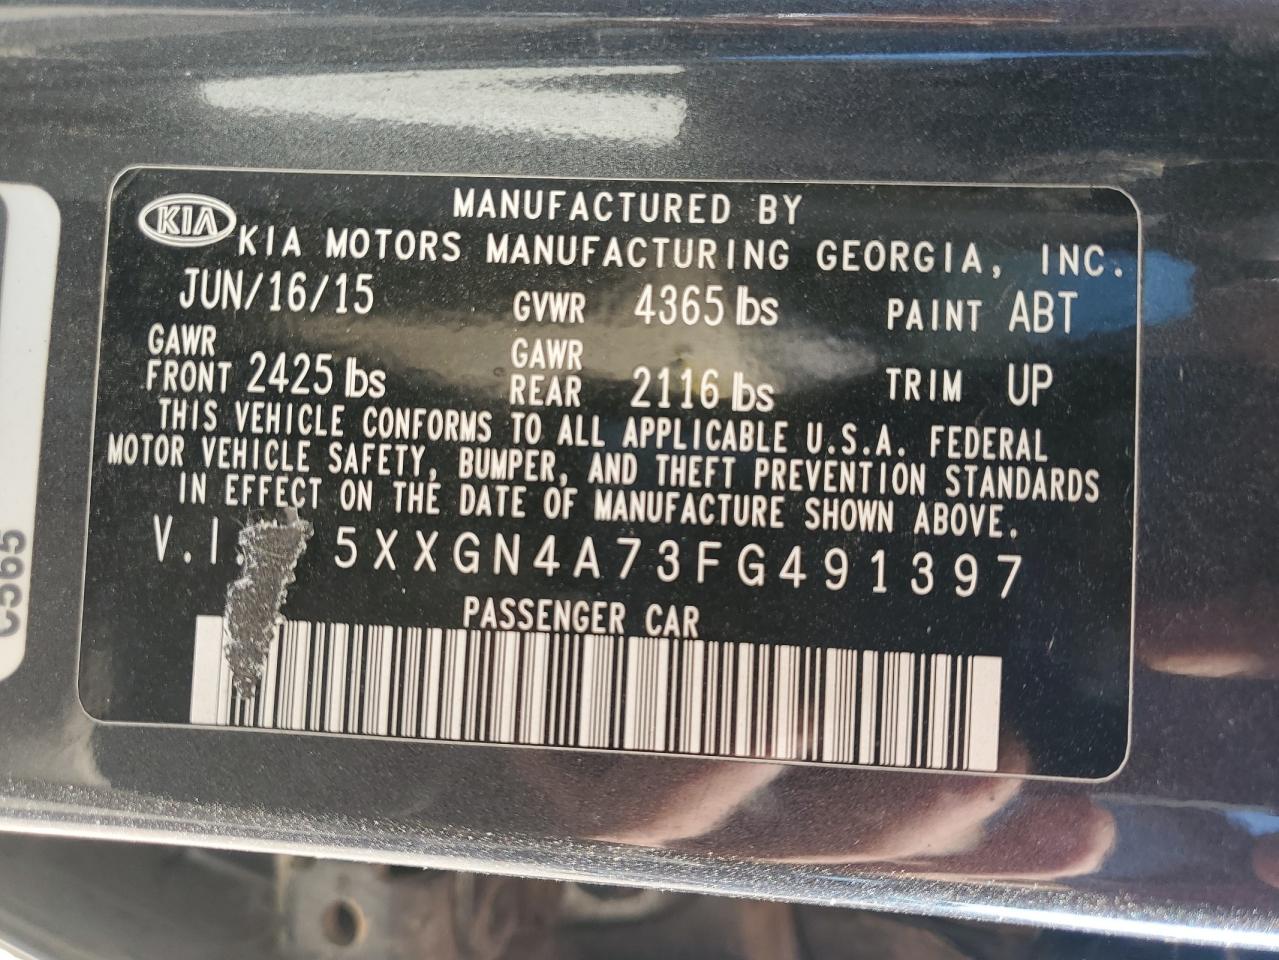 MANUFACTURED BY
KIA KIA MOTORS MANUFACTURING GEORGIA, INC.
JUN/16/15 GVWR 4365 lbs PAINT ABT
GAWR FRONT 2425 lbs GAWR REAR 2116 lbs TRIM UP
THIS VEHICLE CONFORMS TO ALL APPLICABLE U.S.A. FEDERAL
MOTOR VEHICLE SAFETY, BUMPER, AND THEFT PREVENTION STANDARDS
IN EFFECT ON THE DATE OF MANUFACTURE SHOWN ABOVE.
V.I 5XXGN4A73FG491397
PASSENGER CAR
C565